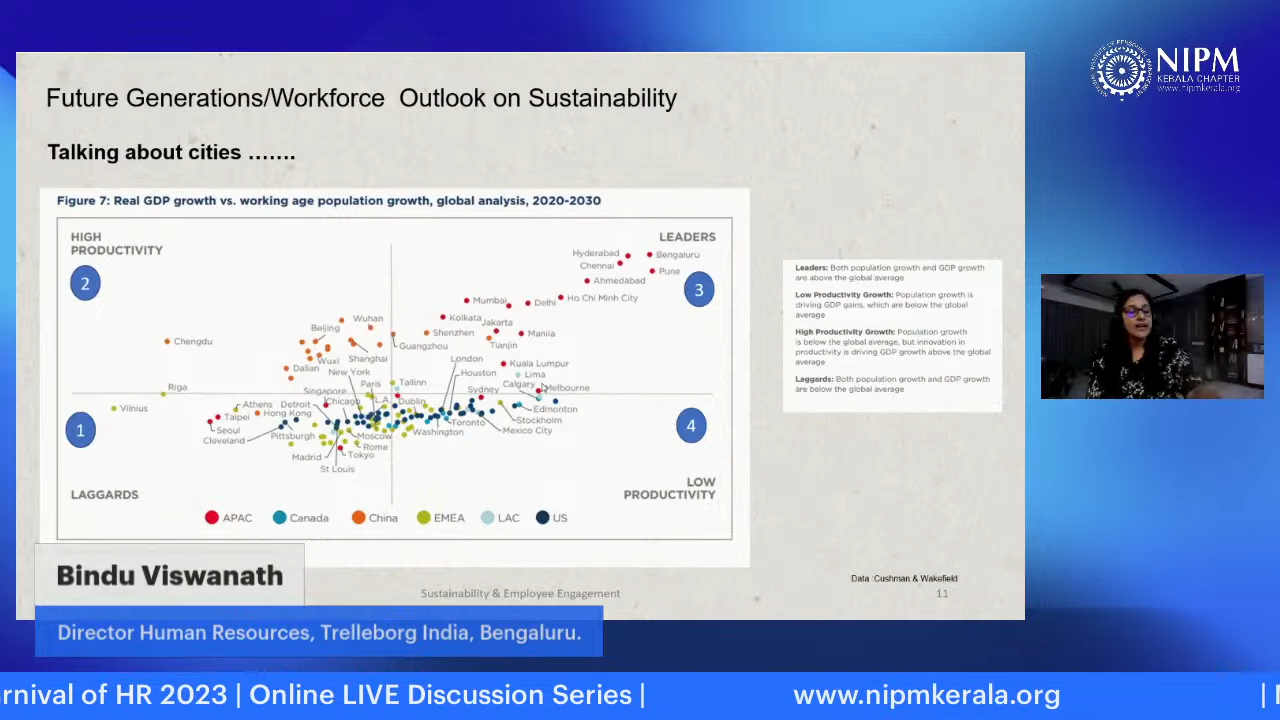 NIPM
KERALA CHAPTER
www.nipmkerala.org
Future Generations/Workforce Outlook on Sustainability
Talking about cities …….
Figure 7: Real GDP growth vs. working age population growth, global analysis, 2020-2030
HIGH
PRODUCTIVITY
LEADERS
2
3
Hyderabad
Bengaluru
Chennai
Pune
Ahmedabad
Mumbai
Delhi
Ho Chi Minh City
Wuhan
Kolkata
Jakarta
Beijing
Shenzhen
Manila
Chengdu
Guangzhou
Tianjin
Wuxi
Shanghai
London
Dalian
New York
Houston
Kuala Lumpur
Lima
Riga
Singapore
Paris
Tallinn
Sydney
Calgary
Melbourne
Vilnius
Athens
Detroit
Chicago
L.A.
Dublin
Edmonton
Taipei
Hong Kong
Stockholm
Seoul
Cleveland
Pittsburgh
Moscow
Washington
Toronto
Mexico City
Rome
Madrid
Tokyo
St Louis
1
4
LAGGARDS
LOW
PRODUCTIVITY
APAC
Canada
China
EMEA
LAC
US
Leaders: Both population growth and GDP growth
are above the global average
Low Productivity Growth: Population growth is
driving GDP gains, which are below the global
average
High Productivity Growth: Population growth
is below the global average, but innovation in
productivity is driving GDP growth above the global
average
Laggards: Both population growth and GDP growth
are below the global average
Data :Cushman & Wakefield
Sustainability & Employee Engagement
11
Bindu Viswanath
Director Human Resources, Trelleborg India, Bengaluru.
rnival of HR 2023 | Online LIVE Discussion Series |
www.nipmkerala.org
|